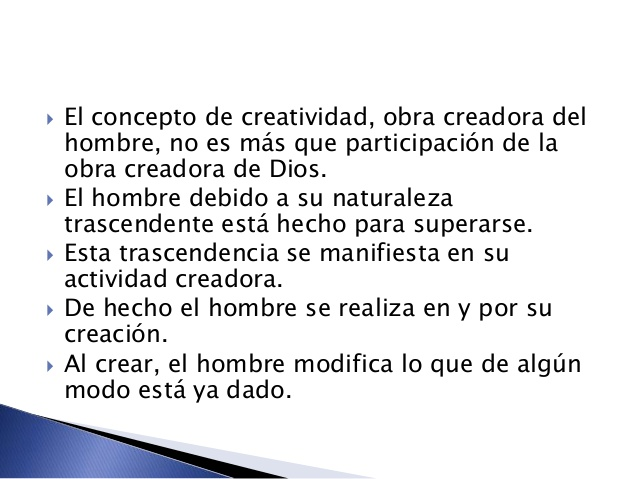 El concepto de creatividad, obra creadora del
hombre, no es más que participación de la
obra creadora de Dios.
El hombre debido a su naturaleza
trascendente está hecho para superarse.
Esta trascendencia se manifiesta en su
actividad creadora.
De hecho el hombre se realiza en y por su
creación.
Al crear, el hombre modifica lo que de algún
modo está ya dado.